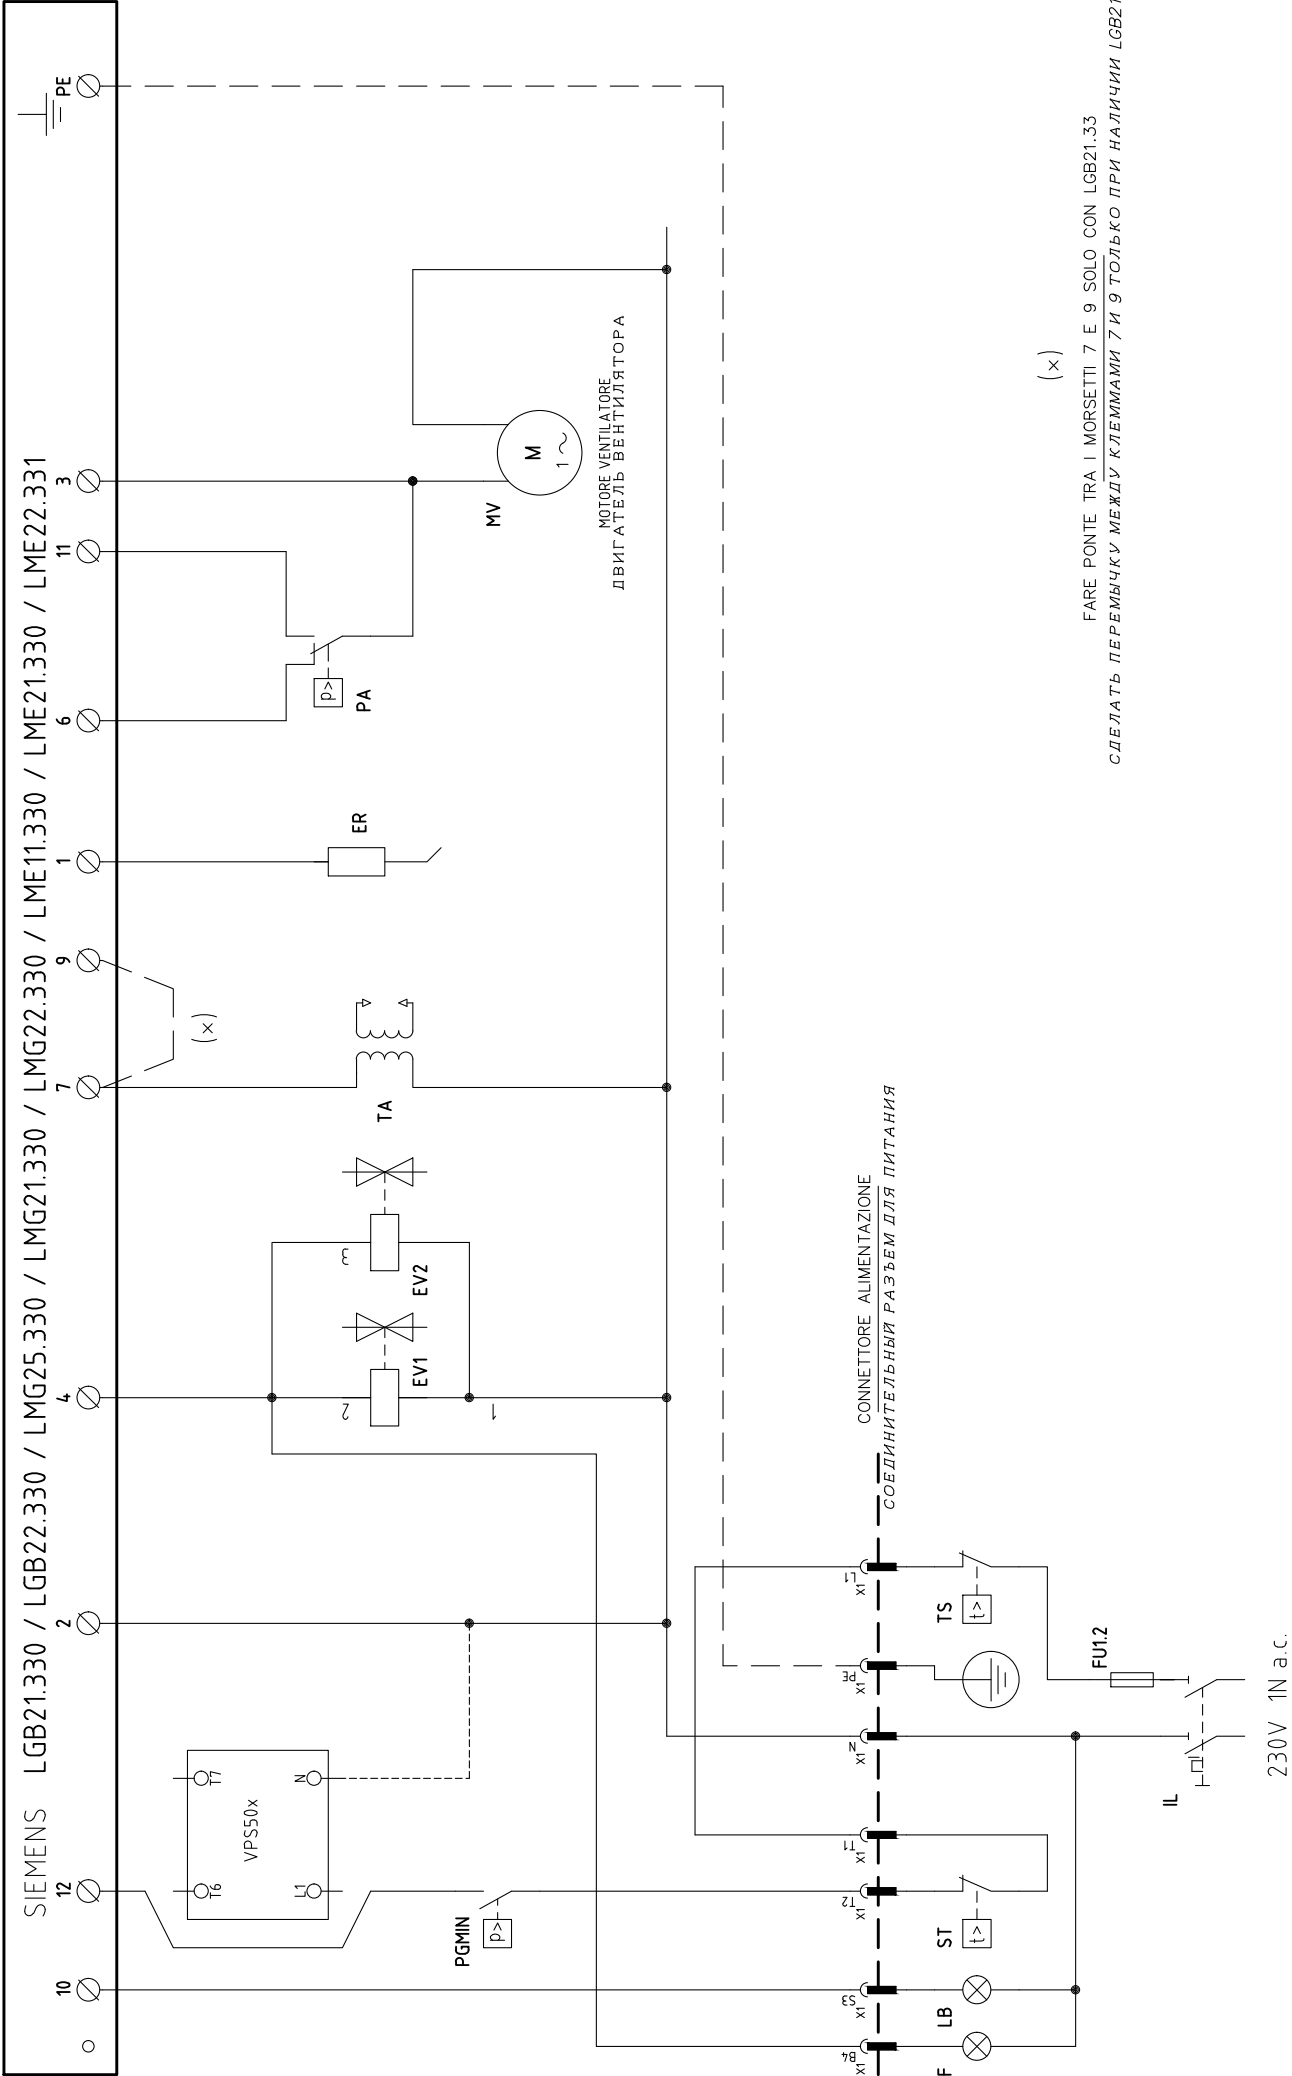 SIEMENS LGB21.330 / LGB22.330 / LMG25.330 / LMG21.330 / LMG22.330 / LME11.330 / LME21.330 / LME22.331
10
12
2
4
7
9
1
6
11
3
PE
T6
T7
VPS50x
L1
N
(x)
2
3
EV1
EV2
1
TA
ER
p>
PA
PGMIN
p>
MV
M
1~
MOTORE VENTILATORE
ДВИГАТЕЛЬ ВЕНТИЛЯТОРА
CONNETTORE ALIMENTAZIONE
СОЕДИНИТЕЛЬНЫЙ РАЗЪЕМ ДЛЯ ПИТАНИЯ
X1 B4
X1 S3
X1 T2
X1 T1
X1 N
X1 PE
X1 L1
F
LB
ST
t>
TS
t>
FU1.2
IL
230V 1N a.c.
(x)
FARE PONTE TRA I MORSETTI 7 E 9 SOLO CON LGB21.33
СДЕЛАТЬ ПЕРЕМЫЧКУ МЕЖДУ КЛЕММАМИ 7 И 9 ТОЛЬКО ПРИ НАЛИЧИИ LGB21